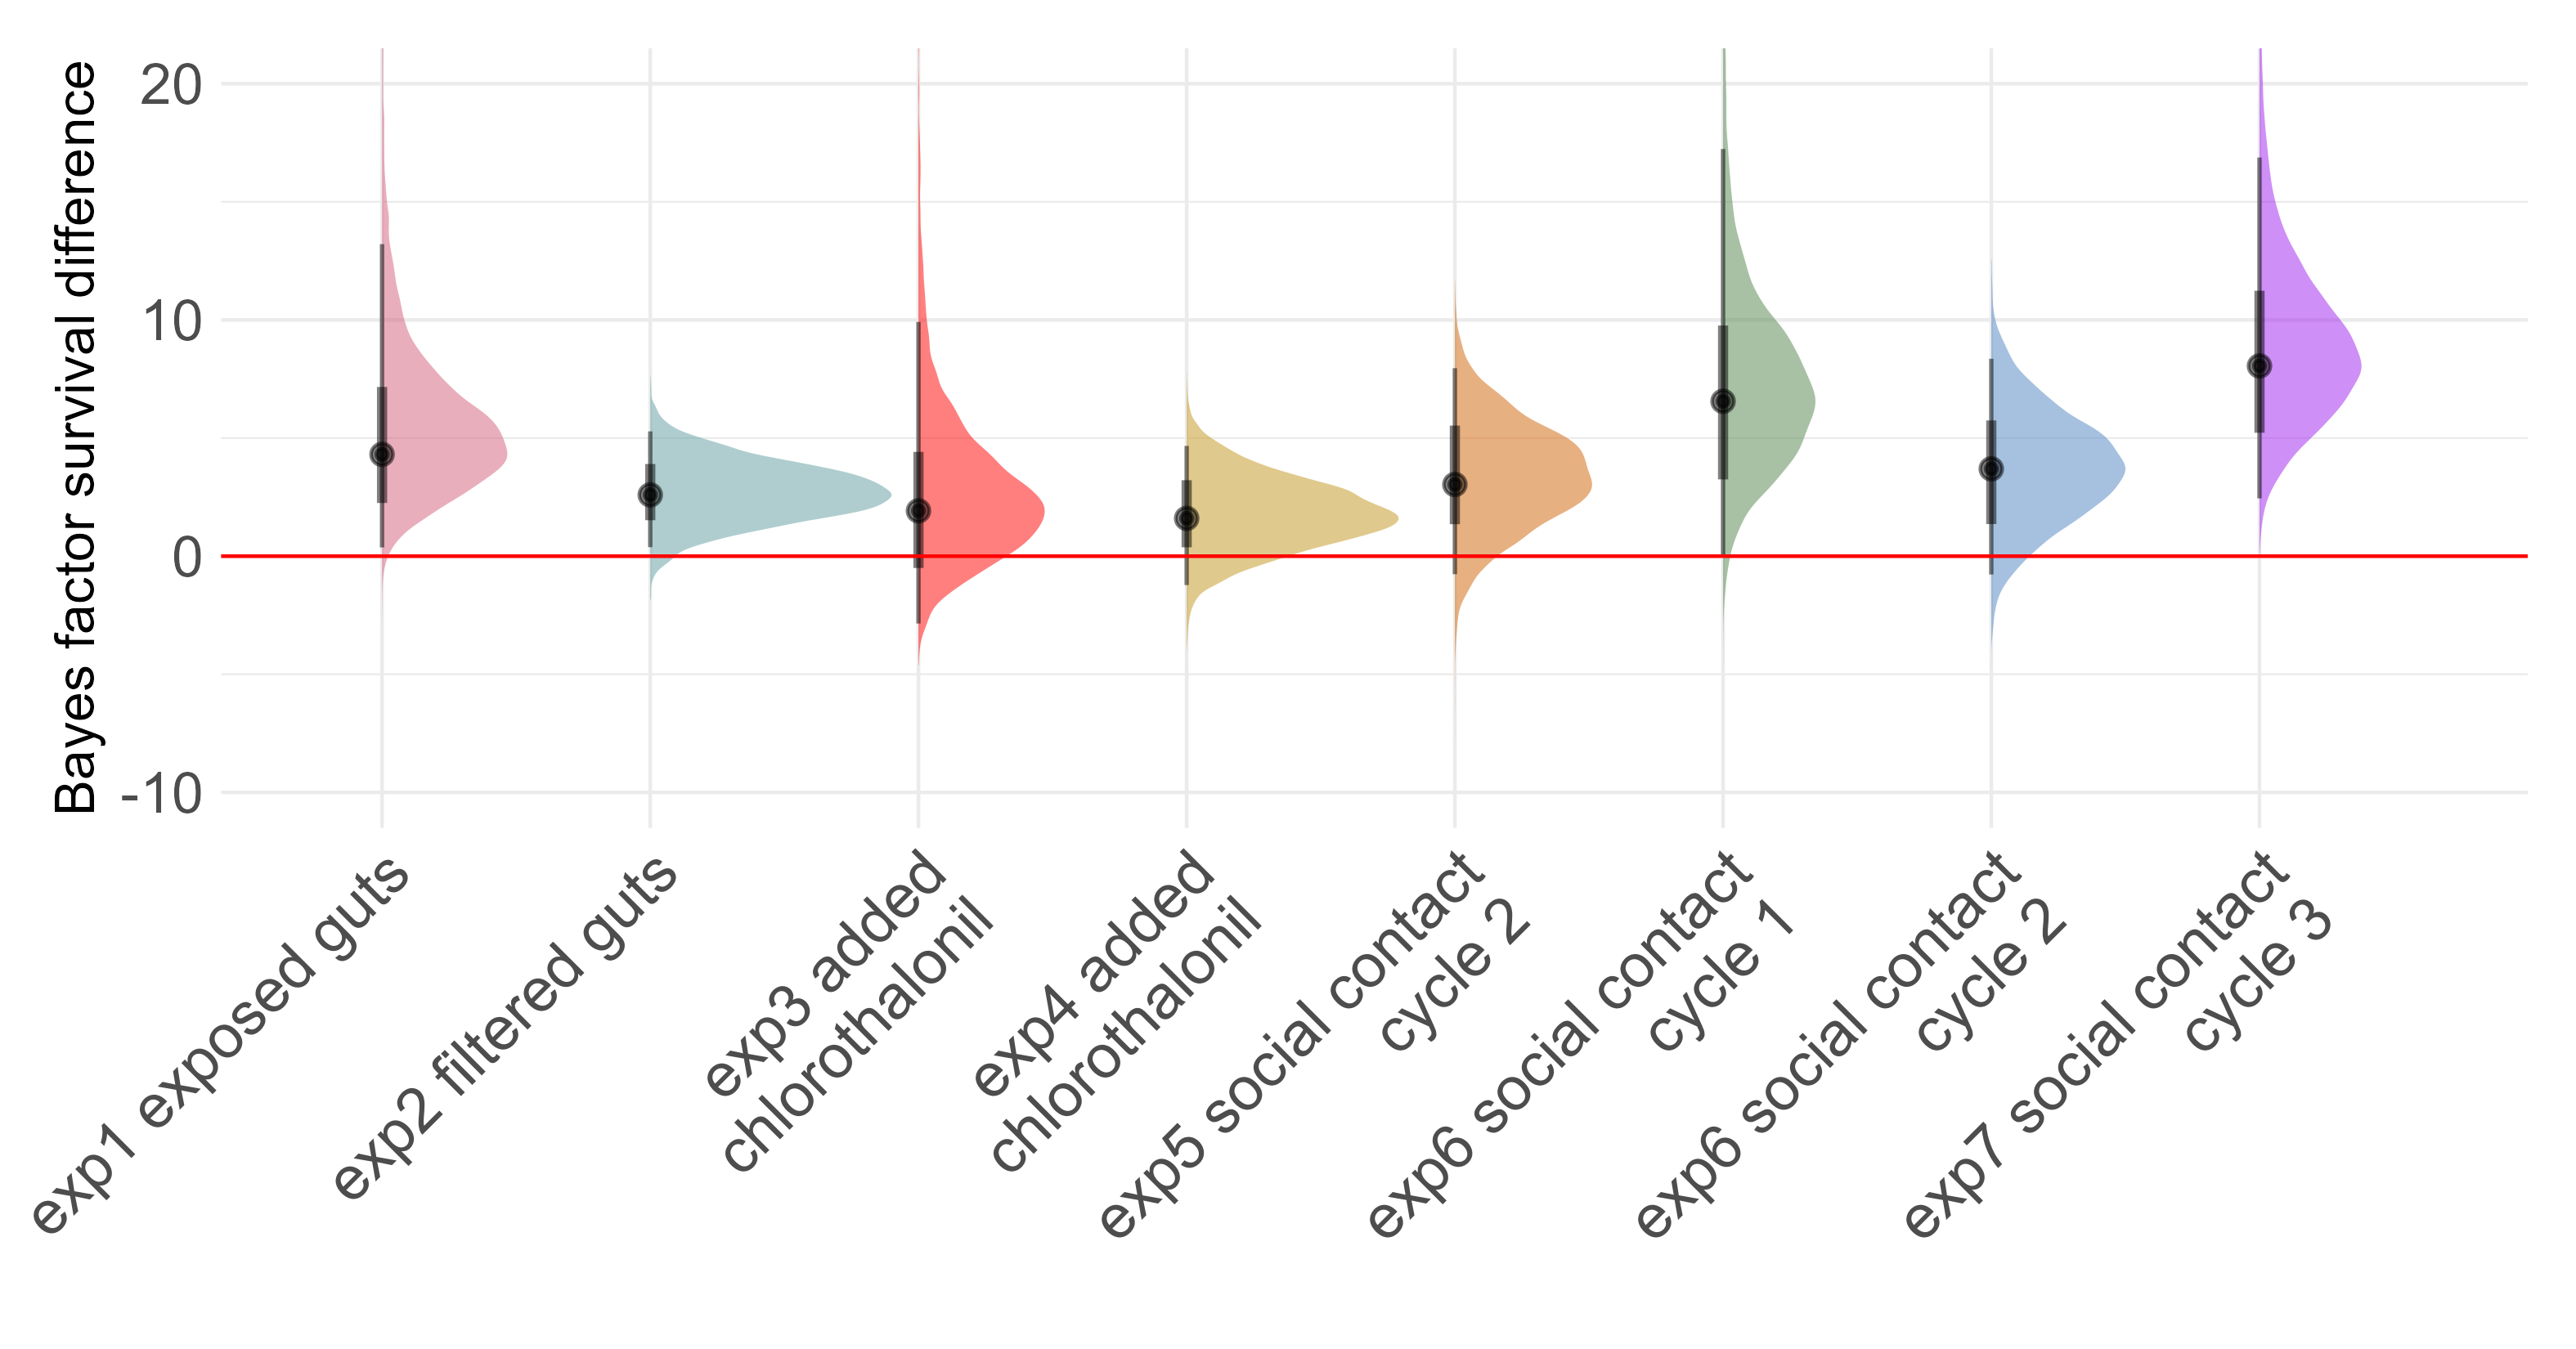 Bayes factor survival difference
20
10
0
-10
exp1 exposed guts
exp2 filtered guts
exp3 added
chlorothalonil
exp4 added
chlorothalonil
exp5 social contact
cycle 2
exp6 social contact
cycle 1
exp6 social contact
cycle 2
exp7 social contact
cycle 3